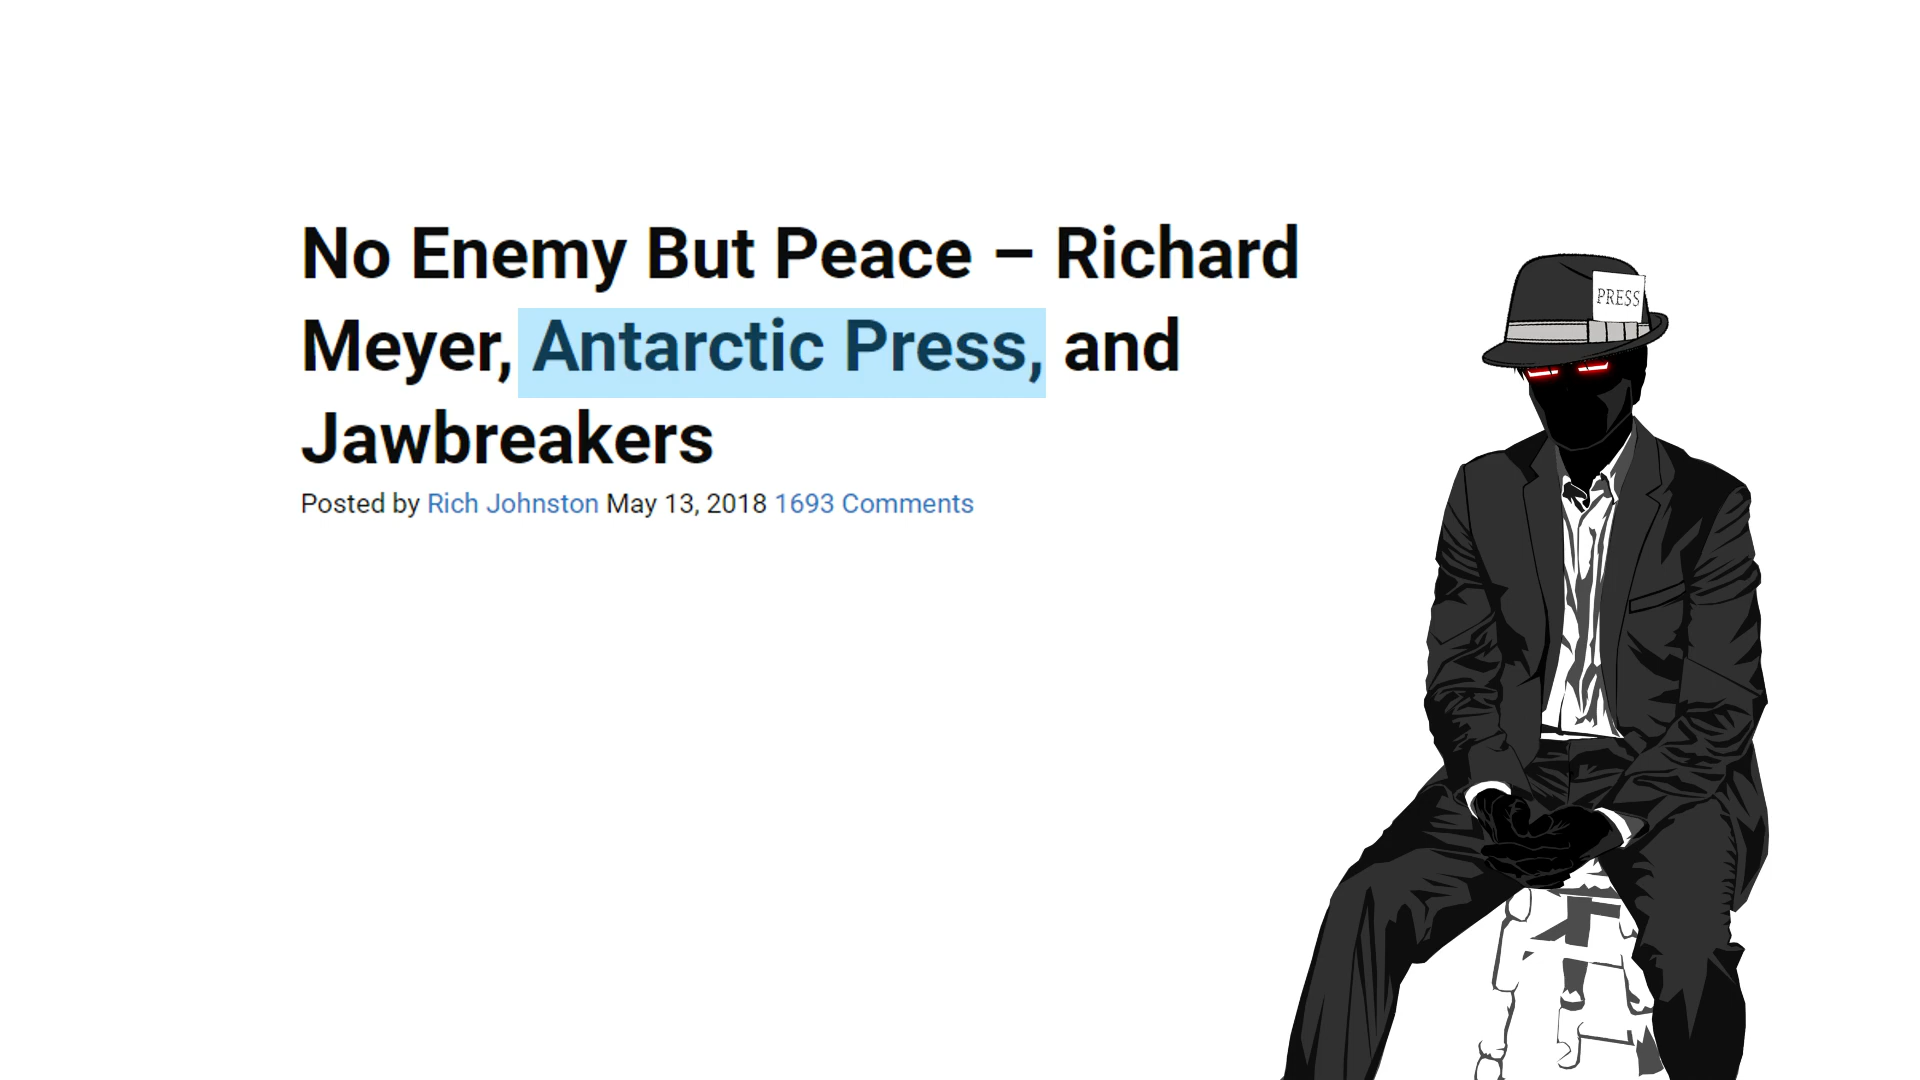 No Enemy But Peace – Richard
Meyer, Antarctic Press, and
Jawbreakers
Posted by Rich Johnston May 13, 2018 1693 Comments
PRESS